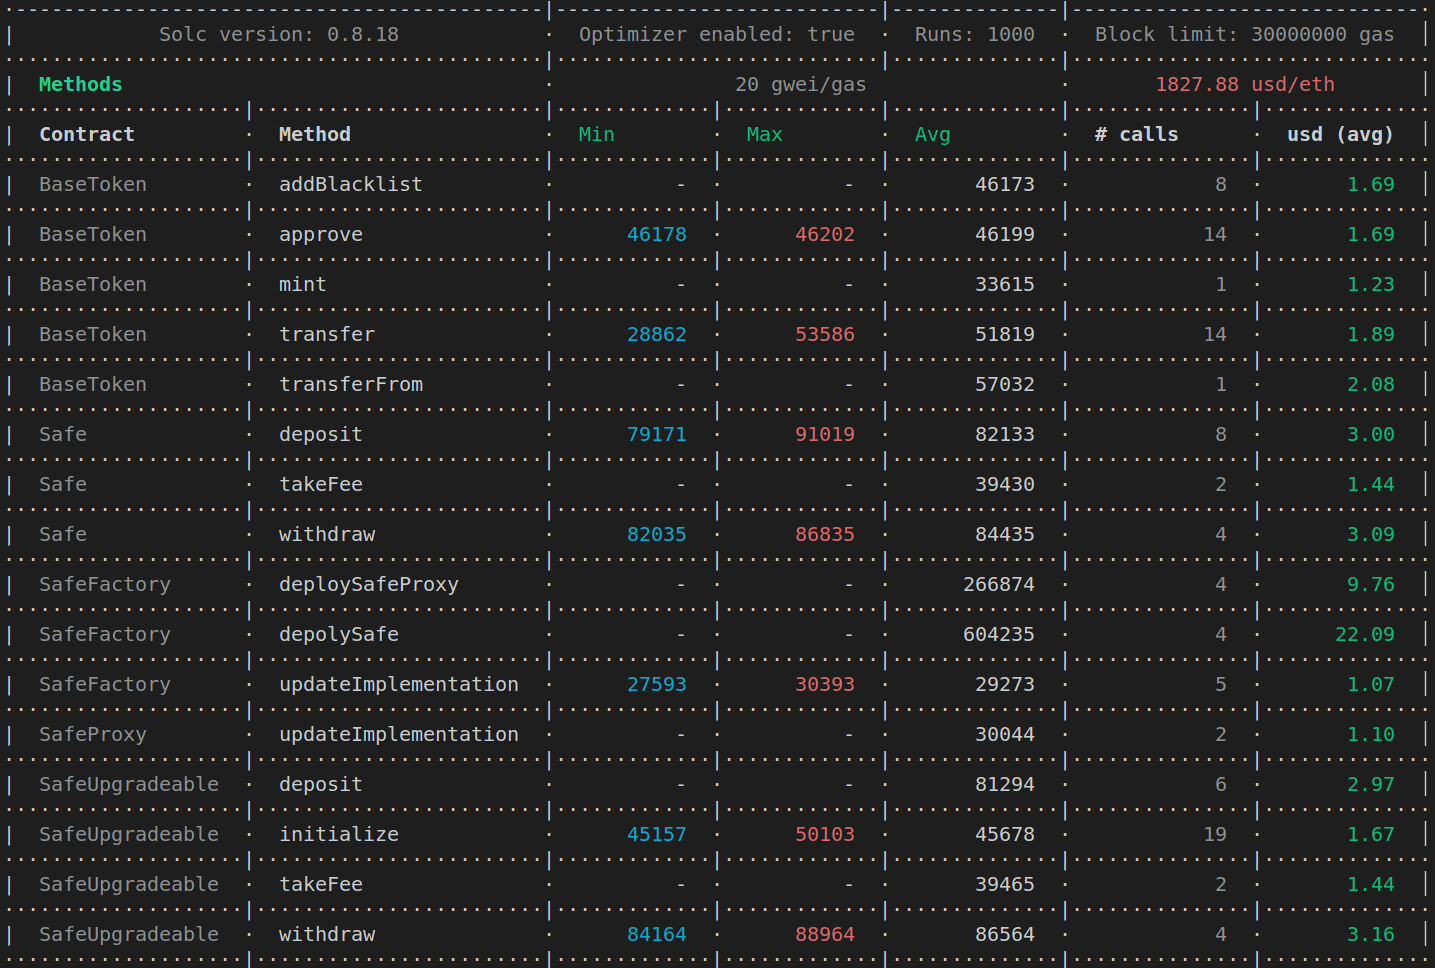 Solc version: 0.8.18 · Optimizer enabled: true · Runs: 1000 · Block limit: 30000000 gas
Methods · 20 gwei/gas · 1827.88 usd/eth
Contract · Method · Min · Max · Avg · # calls · usd (avg)
BaseToken · addBlacklist · - · - · 46173 · 8 · 1.69
BaseToken · approve · 46178 · 46202 · 46199 · 14 · 1.69
BaseToken · mint · - · - · 33615 · 1 · 1.23
BaseToken · transfer · 28862 · 53586 · 51819 · 14 · 1.89
BaseToken · transferFrom · - · - · 57032 · 1 · 2.08
Safe · deposit · 79171 · 91019 · 82133 · 8 · 3.00
Safe · takeFee · - · - · 39430 · 2 · 1.44
Safe · withdraw · 82035 · 86835 · 84435 · 4 · 3.09
SafeFactory · deploySafeProxy · - · - · 266874 · 4 · 9.76
SafeFactory · depolySafe · - · - · 604235 · 4 · 22.09
SafeFactory · updateImplementation · 27593 · 30393 · 29273 · 5 · 1.07
SafeProxy · updateImplementation · - · - · 30044 · 2 · 1.10
SafeUpgradeable · deposit · - · - · 81294 · 6 · 2.97
SafeUpgradeable · initialize · 45157 · 50103 · 45678 · 19 · 1.67
SafeUpgradeable · takeFee · - · - · 39465 · 2 · 1.44
SafeUpgradeable · withdraw · 84164 · 88964 · 86564 · 4 · 3.16